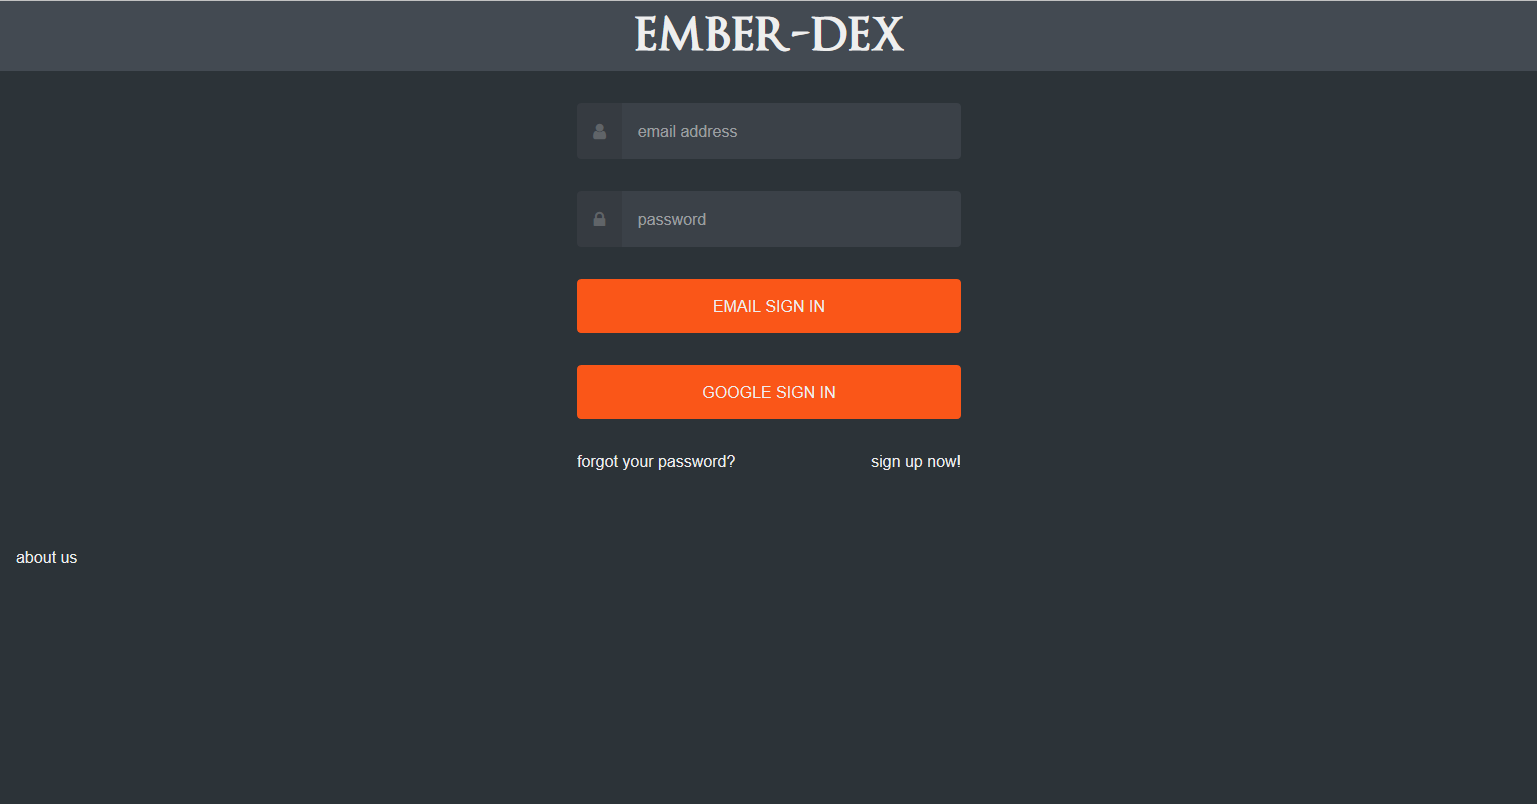 EMBER-DEX
email address
password
EMAIL SIGN IN
GOOGLE SIGN IN
forgot your password? sign up now!
about us